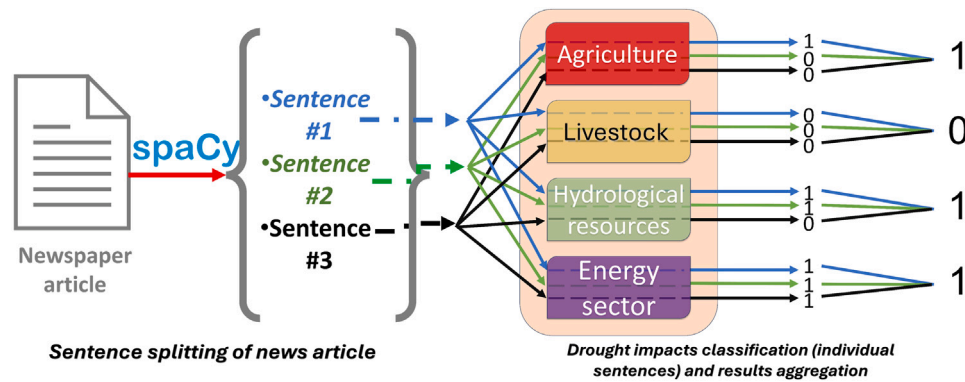 Newspaper
article
spaCy
•Sentence
#1
•Sentence
#2
•Sentence
#3
Sentence splitting of news article
Agriculture
1
0
0
1
Livestock
0
0
0
0
Hydrological
resources
1
1
0
1
Energy
sector
1
1
1
1
Drought impacts classification (individual
sentences) and results aggregation